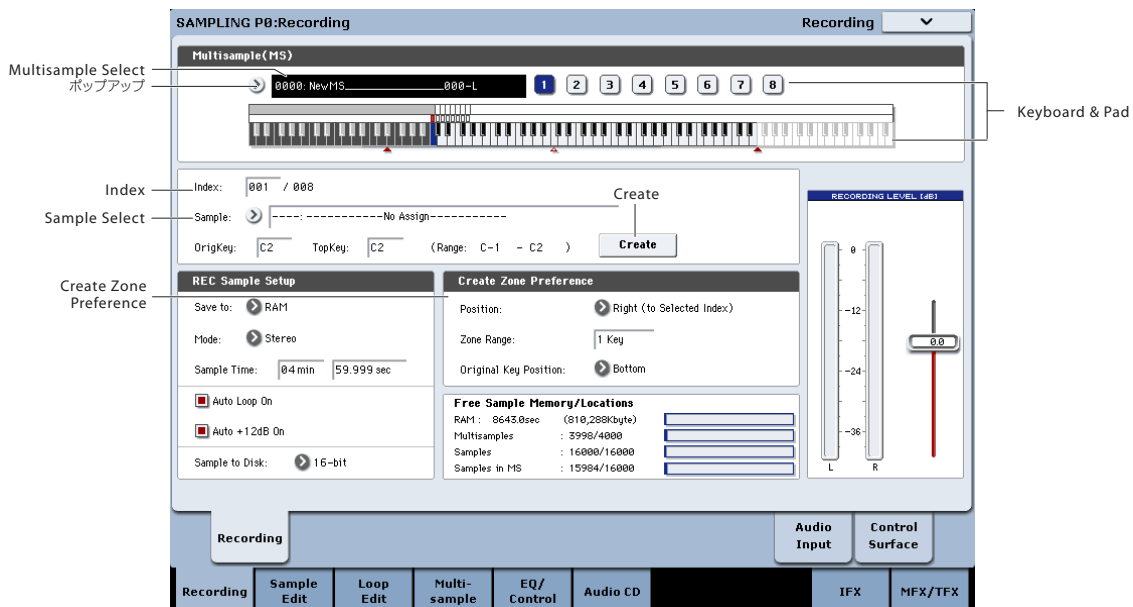 SAMPLING P0:Recording
Recording
Multisample(MS)
Multisample Select
ポップアップ
0000: NewMS_______________000-L
1 2 3 4 5 6 7 8
Keyboard & Pad
Index
Index: 001 / 008
Create
Sample Select
Sample: ----: ------------No Assign-----------
OrigKey: C2 TopKey: C2 (Range: C-1 - C2 ) Create
RECORDING LEVEL [dB]
Create Zone
Preference
REC Sample Setup
Save to: RAM
Mode: Stereo
Sample Time: 04 min 59.999 sec
Auto Loop On
Auto +12dB On
Sample to Disk: 16-bit
Create Zone Preference
Position: Right (to Selected Index)
Zone Range: 1 Key
Original Key Position: Bottom
Free Sample Memory/Locations
RAM : 8643.0sec (810,288Kbyte)
Multisamples : 3998/4000
Samples : 16000/16000
Samples in MS : 15984/16000
0
-12
-24
-36
L R
0.0
Recording
Audio
Input
Control
Surface
Recording
Sample
Edit
Loop
Edit
Multi-
sample
EQ/
Control
Audio CD
IFX
MFX/TFX